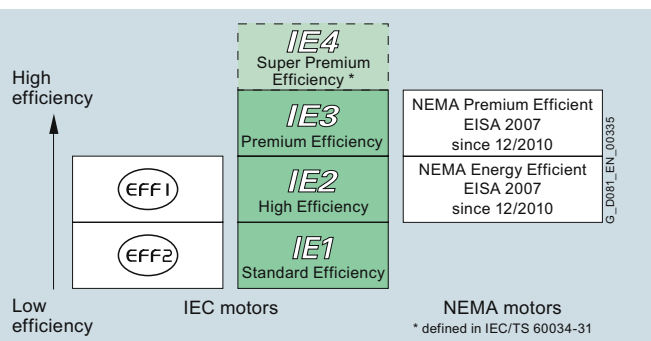 High
efficiency
Low
efficiency
EFF1
EFF2
IE4
Super Premium
Efficiency *
IE3
Premium Efficiency
IE2
High Efficiency
IE1
Standard Efficiency
IEC motors
NEMA Premium Efficient
EISA 2007
since 12/2010
NEMA Energy Efficient
EISA 2007
since 12/2010
NEMA motors
* defined in IEC/TS 60034-31
G_D081_EN_00335